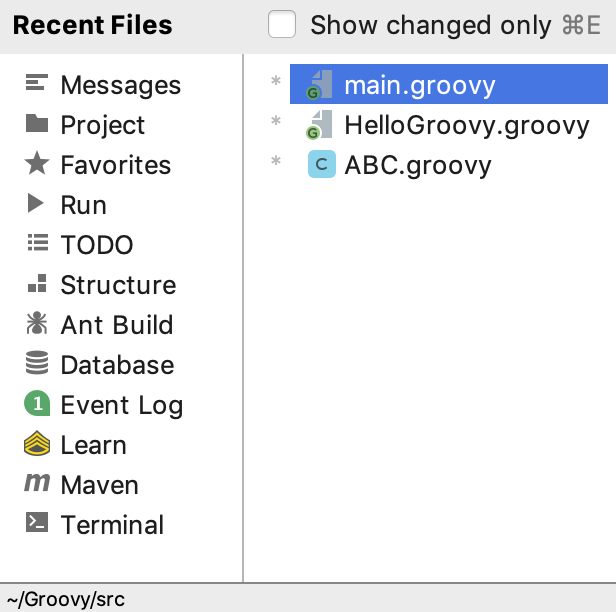 Recent Files
Show changed only ⌘E
Messages
Project
Favorites
Run
TODO
Structure
Ant Build
Database
1 Event Log
Learn
m Maven
Terminal
* G main.groovy
* G HelloGroovy.groovy
* C ABC.groovy
~/Groovy/src